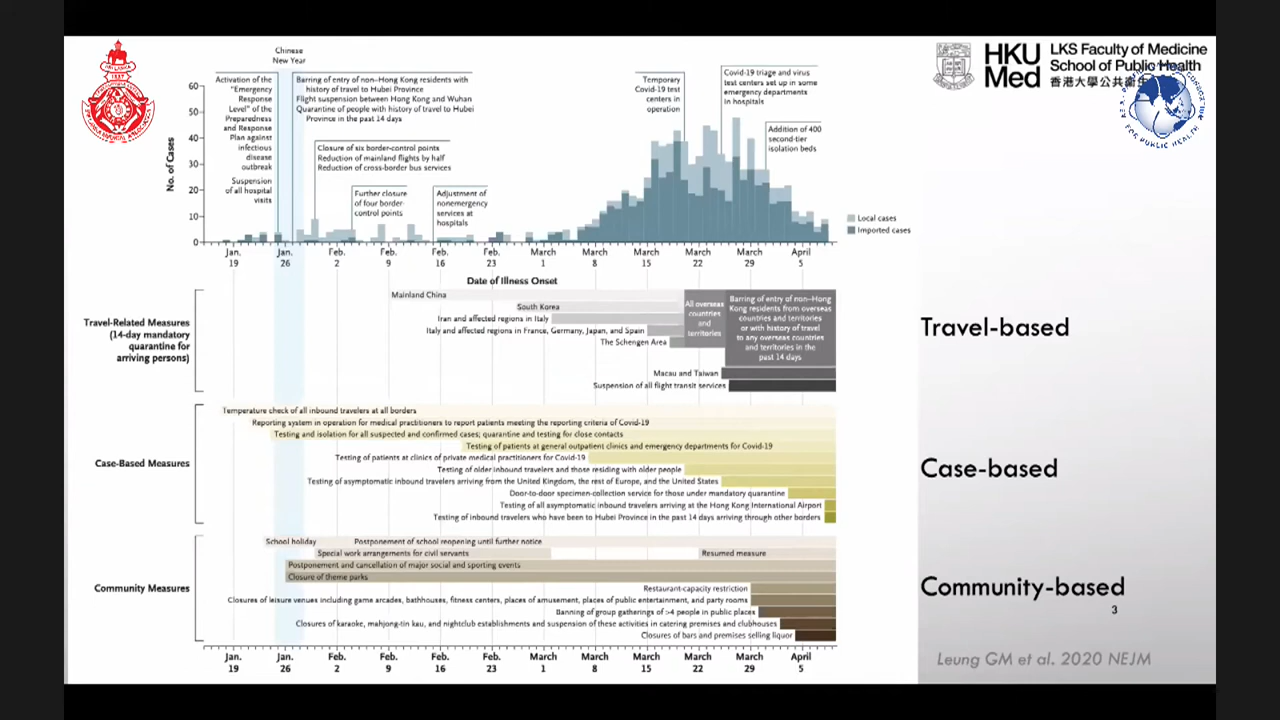 Chinese
New Year
Activation of the
"Emergency
Response
Level" of the
Preparedness
and Response
Plan against
infectious
disease
outbreak
Suspension
of all hospital
visits
Barring of entry of non–Hong Kong residents with
history of travel to Hubei Province
Flight suspension between Hong Kong and Wuhan
Quarantine of people with history of travel to Hubei
Province in the past 14 days
Closure of six border-control points
Reduction of mainland flights by half
Reduction of cross-border bus services
Further closure
of four border-
control points
Adjustment of
nonemergency
services at
hospitals
Temporary
Covid-19 test
centers in
operation
Covid-19 triage and virus
test centers set up in some
emergency departments
in hospitals
Addition of 400
second-tier
isolation beds
No. of Cases
60
50
40
30
20
10
0
Local cases
Imported cases
Jan. 19
Jan. 26
Feb. 2
Feb. 9
Feb. 16
Feb. 23
March 1
March 8
March 15
March 22
March 29
April 5
Date of Illness Onset
Travel-Related Measures
(14-day mandatory
quarantine for
arriving persons)
Mainland China
South Korea
Iran and affected regions in Italy
Italy and affected regions in France, Germany, Japan, and Spain
The Schengen Area
All overseas
countries
and
territories
Barring of entry of non–Hong
Kong residents from overseas
countries and territories
or with history of travel
to any overseas countries
and territories in the
past 14 days
Macau and Taiwan
Suspension of all flight transit services
Case-Based Measures
Temperature check of all inbound travelers at all borders
Reporting system in operation for medical practitioners to report patients meeting the reporting criteria of Covid-19
Testing and isolation for all suspected and confirmed cases; quarantine and testing for close contacts
Testing of patients at general outpatient clinics and emergency departments for Covid-19
Testing of patients at clinics of private medical practitioners for Covid-19
Testing of older inbound travelers and those residing with older people
Testing of asymptomatic inbound travelers arriving from the United Kingdom, the rest of Europe, and the United States
Door-to-door specimen-collection service for those under mandatory quarantine
Testing of all asymptomatic inbound travelers arriving at the Hong Kong International Airport
Testing of inbound travelers who have been to Hubei Province in the past 14 days arriving through other borders
Community Measures
School holiday
Postponement of school reopening until further notice
Special work arrangements for civil servants
Resumed measure
Postponement and cancellation of major social and sporting events
Closure of theme parks
Restaurant-capacity restriction
Closures of leisure venues including game arcades, bathhouses, fitness centers, places of amusement, places of public entertainment, and party rooms
Banning of group gatherings of >4 people in public places
Closures of karaoke, mahjong-tin kau, and nightclub establishments and suspension of these activities in catering premises and clubhouses
Closures of bars and premises selling liquor
Jan. 19
Jan. 26
Feb. 2
Feb. 9
Feb. 16
Feb. 23
March 1
March 8
March 15
March 22
March 29
April 5
HKU
Med
LKS Faculty of Medicine
School of Public Health
香港大學公共衞生
FOR PUBLIC HEALTH
Travel-based
Case-based
Community-based
3
Leung GM et al. 2020 NEJM